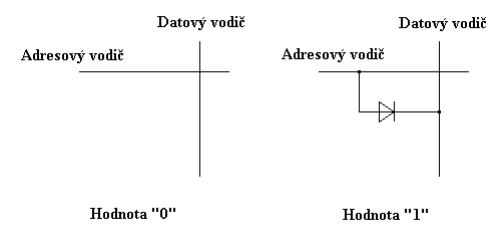 Datový vodič
Adresový vodič
Hodnota "0"
Datový vodič
Adresový vodič
Hodnota "1"